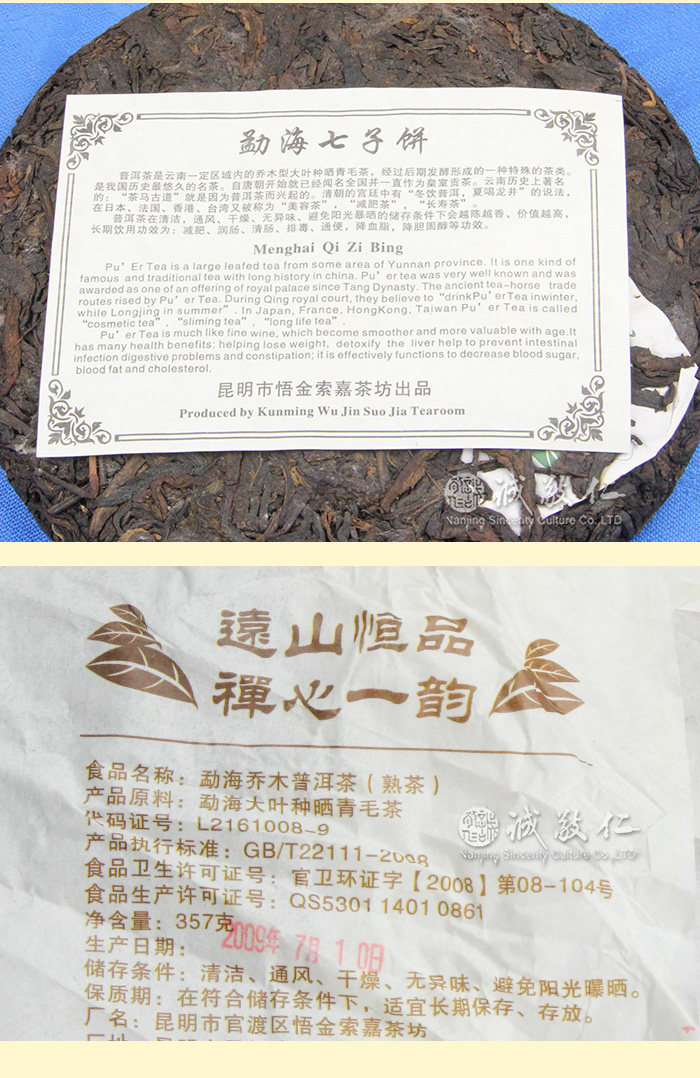 勐海七子饼
普洱茶是云南一定区域内的乔木型大叶种晒青毛茶，经过后期发酵形成的一种特殊的茶类。
是我国历史最悠久的名茶。自唐朝开始就已经闻名全国并一直作为皇室贡茶。云南历史上著名
的：“茶马古道”就是因为普洱茶而兴起的。清朝的宫廷中有“冬饮普洱，夏喝龙井”的说法，
在日本、法国、香港、台湾又被称为“美容茶”，“减肥茶”，“长寿茶”。
普洱茶在清洁，通风、干燥、无异味、避免阳光暴晒的储存条件下会越陈越香、价值越高，
长期饮用功效为：减肥、润肠、清肠、排毒、通便，降血脂，降胆固醇等功效。
Menghai Qi Zi Bing
Pu’Er Tea is a large leafed tea from some area of Yunnan province. It is one kind of
famous and traditional tea with long history in china. Pu’er tea was very well known and was
awarded as one of an offering of royal palace since Tang Dynasty. The ancient tea-horse trade
routes rised by Pu’er Tea. During Qing royal court, they believe to “drinkPu’erTea inwinter,
while Longjing in summer”. In Japan, France, HongKong, Taiwan Pu’er Tea is called
“cosmetic tea”, “sliming tea”, “long life tea”.
Pu’er Tea is much like fine wine, which become smoother and more valuable with age.It
has many health benefits: helping lose weight, detoxify the liver help to prevent intestinal
infection digestive problems and constipation; it is effectively functions to decrease blood sugar,
blood fat and cholesterol.
昆明市悟金索嘉茶坊出品
Produced by Kunming Wu Jin Suo Jia Tearoom
诚敬仁
Nanjing Sincerity Culture Co. LTD
遠山恒品
禪心一韵
食品名称：勐海乔木普洱茶（熟茶）
产品原料：勐海大叶种晒青毛茶
代码证号：L2161008-9
产品执行标准：GB/T22111-2008
食品卫生许可证号：官卫环证字【2008】第08-104号
食品生产许可证号：QS5301 1401 0861
净含量：357克
生产日期：2009年7月10日
储存条件：清洁、通风、干燥、无异味、避免阳光曝晒。
保质期：在符合储存条件下，适宜长期保存、存放。
厂名：昆明市官渡区悟金索嘉茶坊
诚敬仁
Nanjing Sincerity Culture Co. LTD